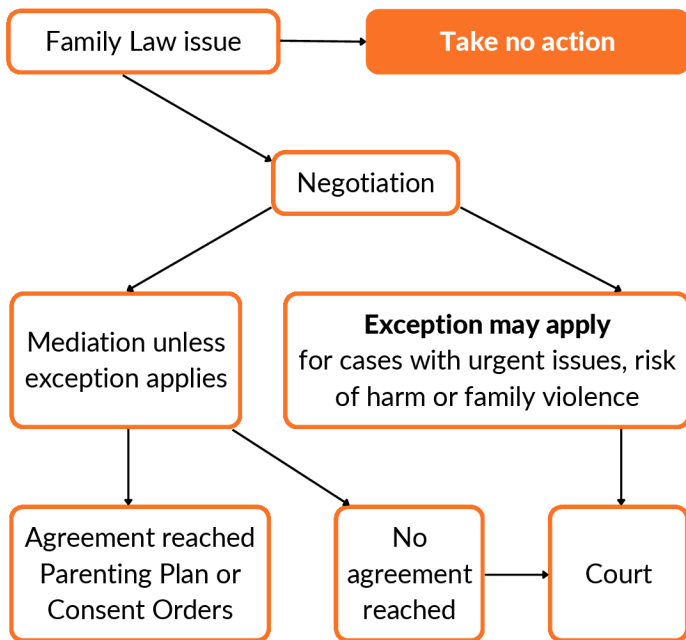 Family Law issue
Take no action
Negotiation
Mediation unless
exception applies
Exception may apply
for cases with urgent issues, risk
of harm or family violence
Agreement reached
Parenting Plan or
Consent Orders
No
agreement
reached
Court